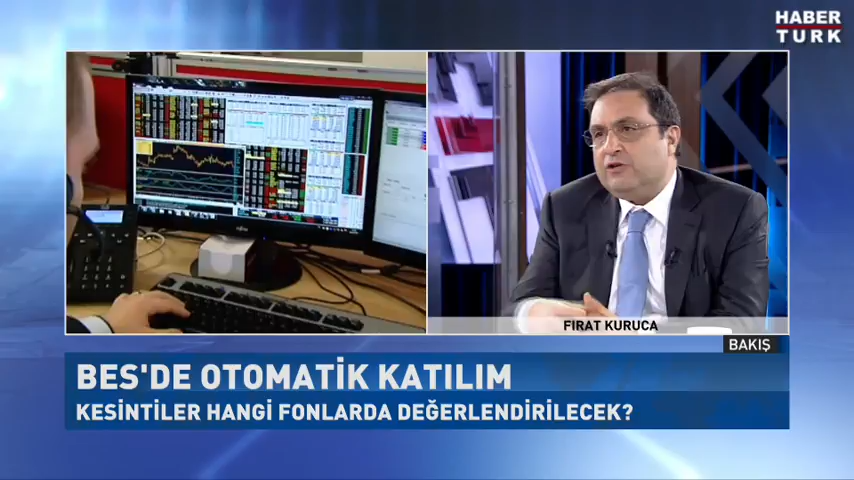 HABER
TURK
FIRAT KURUCA
BAKIŞ
BES'DE OTOMATİK KATILIM
KESİNTİLER HANGİ FONLARDA DEĞERLENDİRİLECEK?